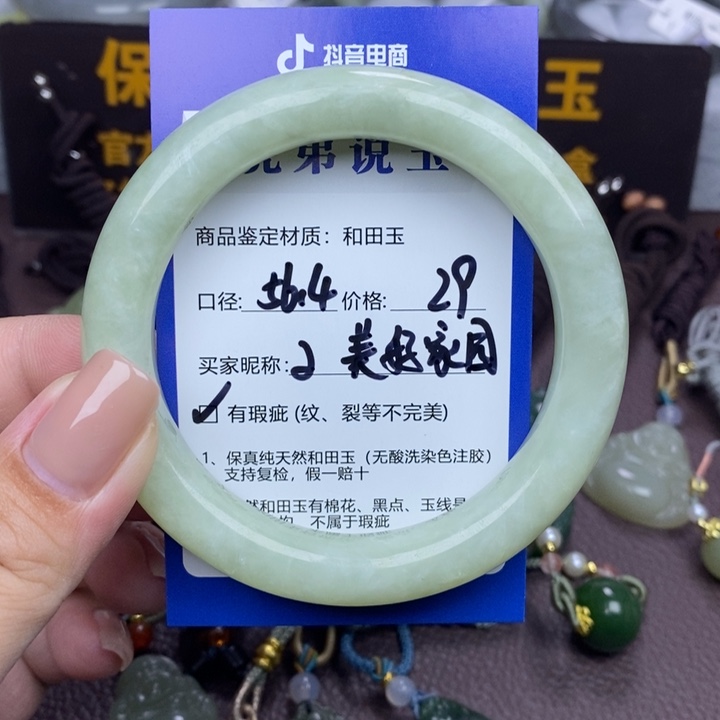 抖音电商
保
玉
官方
盒
兄弟说玉
商品鉴定材质：和田玉
口径:56.4 价格:29
买家昵称:2 美好家园
✓ 有瑕疵 (纹、裂等不完美)
1、保真纯天然和田玉（无酸洗染色注胶）
支持复检，假一赔十
然和田玉有棉花、黑点、玉线是
不属于瑕疵